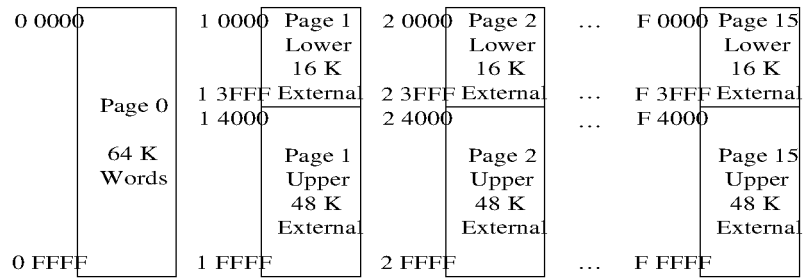 0 0000 1 0000 Page 1 2 0000 Page 2 … F 0000 Page 15
Lower Lower Lower
16 K 16 K 16 K
1 3FFF External 2 3FFF External … F 3FFF External
Page 0
1 4000 2 4000 … F 4000
64 K Page 1 Page 2 Page 15
Words Upper Upper Upper
48 K 48 K 48 K
External External External
0 FFFF 1 FFFF 2 FFFF … F FFFF